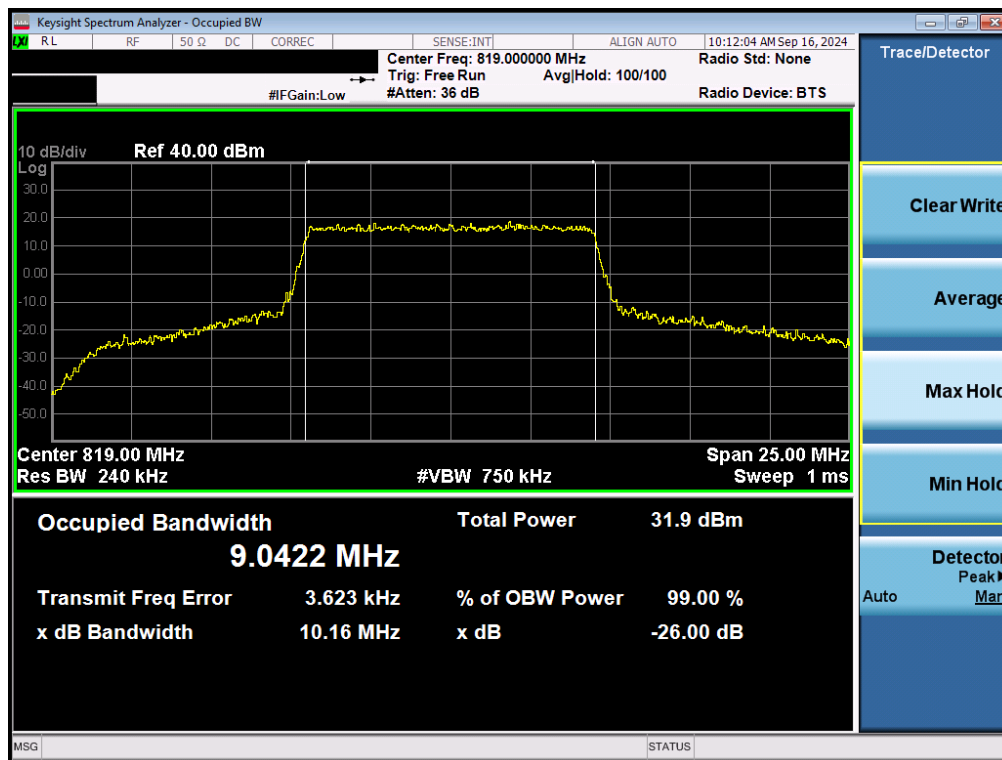 Keysight Spectrum Analyzer - Occupied BW
LXI RL RF 50 Ω DC CORREC SENSE:INT ALIGN AUTO 10:12:04 AM Sep 16, 2024
Center Freq: 819.000000 MHz Radio Std: None
Trig: Free Run Avg|Hold: 100/100
#IFGain:Low #Atten: 36 dB Radio Device: BTS
Trace/Detector
10 dB/div Ref 40.00 dBm
Log
30.0
20.0
10.0
0.00
-10.0
-20.0
-30.0
-40.0
-50.0
Center 819.00 MHz Span 25.00 MHz
Res BW 240 kHz #VBW 750 kHz Sweep 1 ms
Occupied Bandwidth Total Power 31.9 dBm
9.0422 MHz
Transmit Freq Error 3.623 kHz % of OBW Power 99.00 %
x dB Bandwidth 10.16 MHz x dB -26.00 dB
Clear Write
Average
Max Hold
Min Hold
Detector
Peak
Auto Man
MSG STATUS